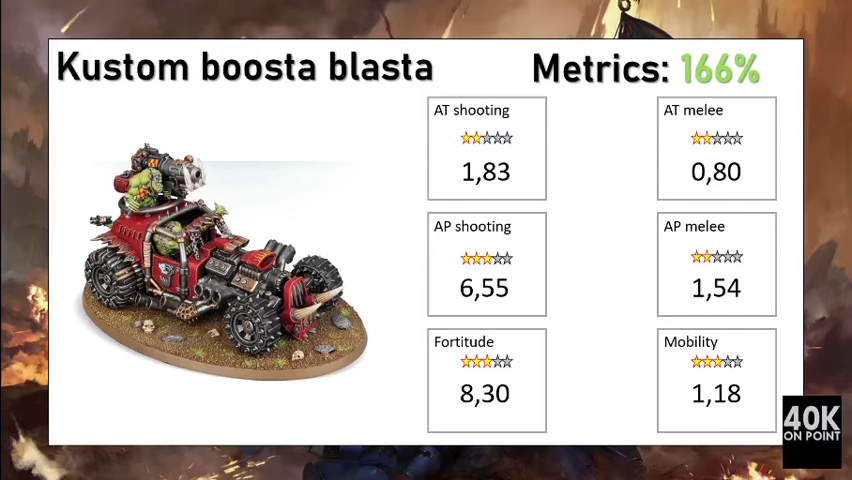 Kustom boosta blasta
Metrics: 166%
AT shooting
1,83
AT melee
0,80
AP shooting
6,55
AP melee
1,54
Fortitude
8,30
Mobility
1,18
40K
ON POINT